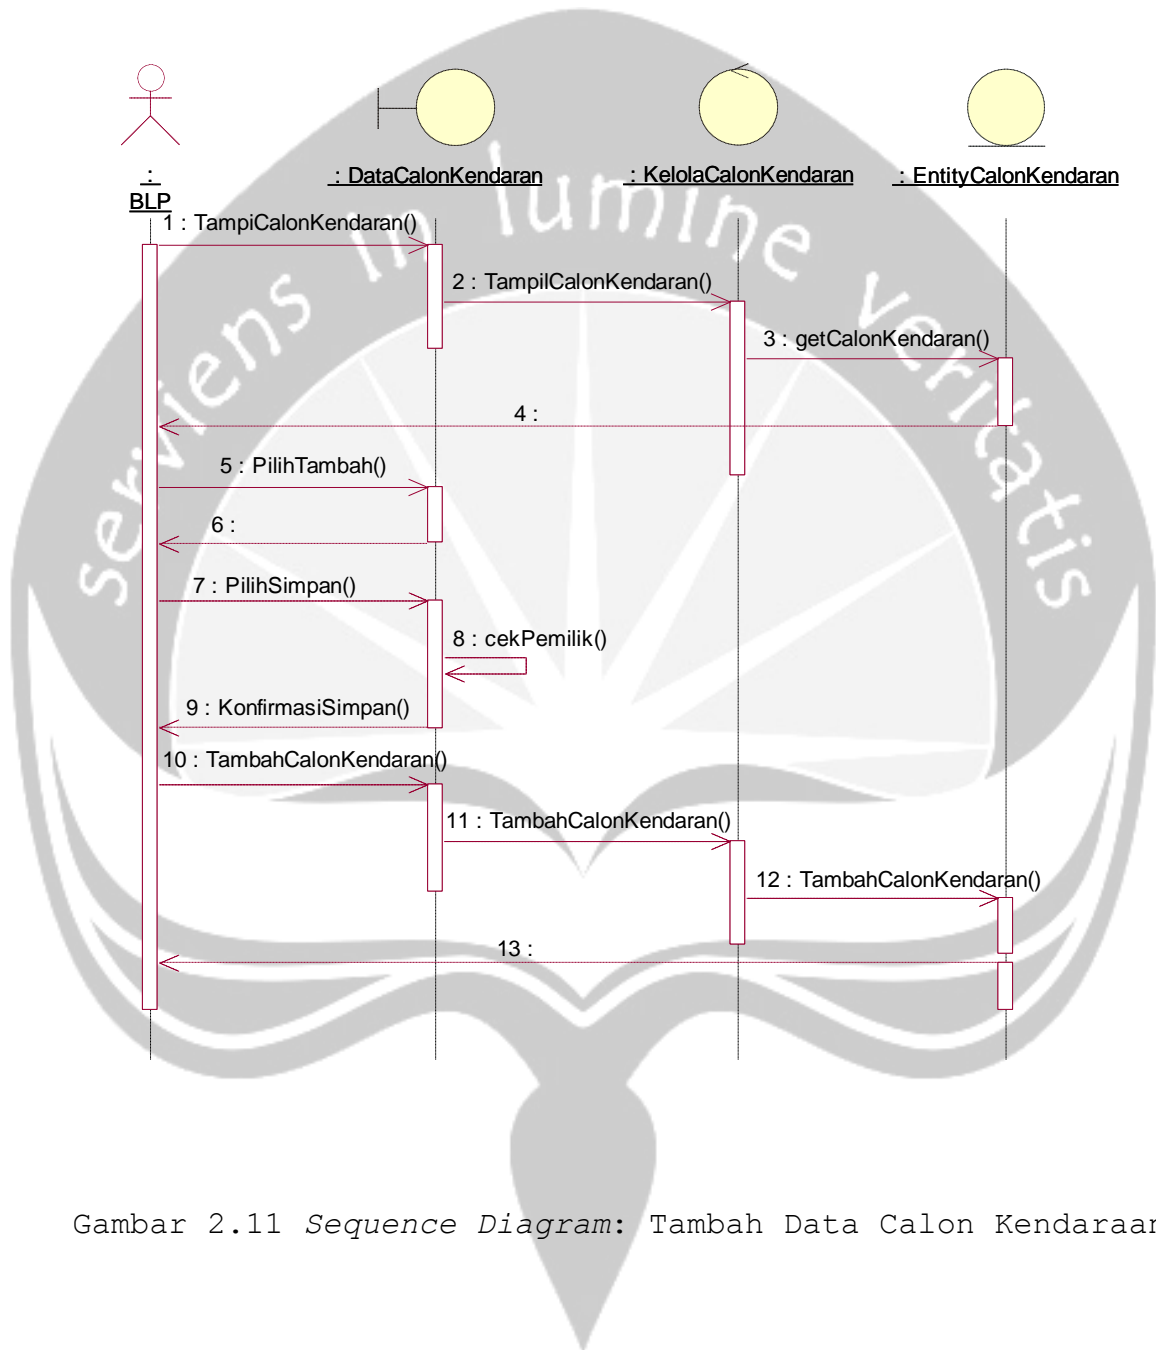 serviens in lumine veritatis
:
BLP
: DataCalonKendaran
: KelolaCalonKendaran
: EntityCalonKendaran
1 : TampiCalonKendaran()
2 : TampilCalonKendaran()
3 : getCalonKendaran()
4 :
5 : PilihTambah()
6 :
7 : PilihSimpan()
8 : cekPemilik()
9 : KonfirmasiSimpan()
10 : TambahCalonKendaran()
11 : TambahCalonKendaran()
12 : TambahCalonKendaran()
13 :
Gambar 2.11 Sequence Diagram: Tambah Data Calon Kendaraan